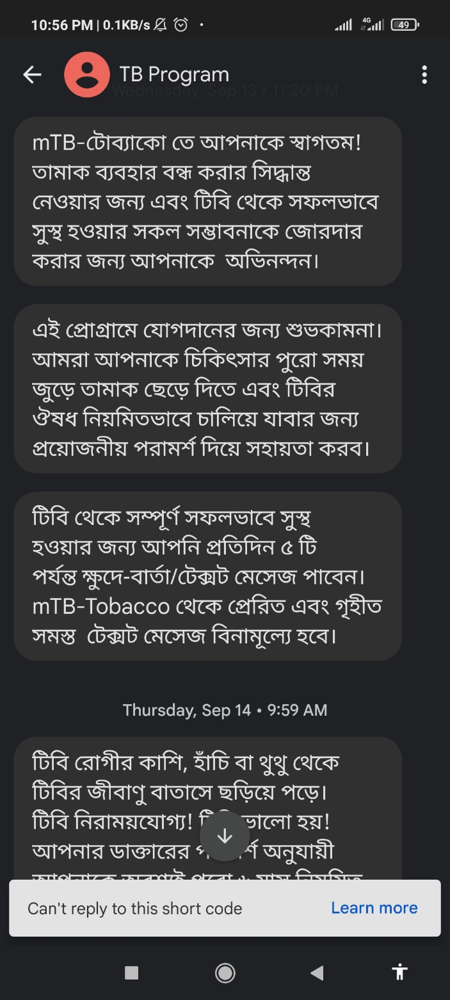 10:56 PM | 0.1KB/s
4G
49
TB Program
Wednesday, Sep 13 • 11:20 PM
mTB-টোব্যাকো তে আপনাকে স্বাগতম!
তামাক ব্যবহার বন্ধ করার সিদ্ধান্ত
নেওয়ার জন্য এবং টিবি থেকে সফলভাবে
সুস্থ হওয়ার সকল সম্ভাবনাকে জোরদার
করার জন্য আপনাকে  অভিনন্দন।
এই প্রোগ্রামে যোগদানের জন্য শুভকামনা।
আমরা আপনাকে চিকিৎসার পুরো সময়
জুড়ে তামাক ছেড়ে দিতে এবং টিবির
ঔষধ নিয়মিতভাবে চালিয়ে যাবার জন্য
প্রয়োজনীয় পরামর্শ দিয়ে সহায়তা করব।
টিবি থেকে সম্পূর্ণ সফলভাবে সুস্থ
হওয়ার জন্য আপনি প্রতিদিন ৫ টি
পর্যন্ত ক্ষুদে-বার্তা/টেক্সট মেসেজ পাবেন।
mTB-Tobacco থেকে প্রেরিত এবং গৃহীত
সমস্ত  টেক্সট মেসেজ বিনামূল্যে হবে।
Thursday, Sep 14 • 9:59 AM
টিবি রোগীর কাশি, হাঁচি বা থুথু থেকে
টিবির জীবাণু বাতাসে ছড়িয়ে পড়ে।
টিবি নিরাময়যোগ্য! ভালো হয়!
আপনার ডাক্তারের অনুযায়ী
Can't reply to this short code
Learn more